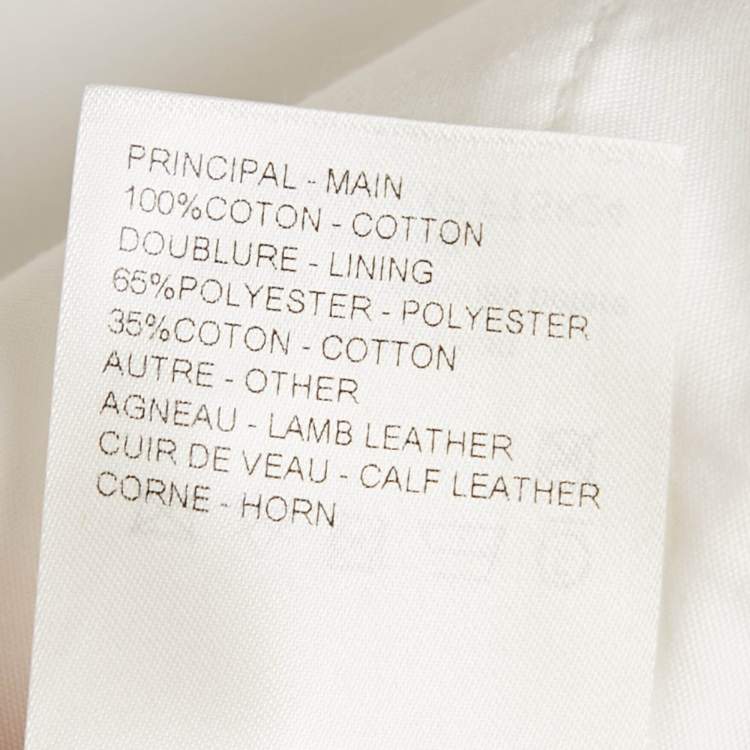 PRINCIPAL - MAIN
100%COTON - COTTON
DOUBLURE - LINING
65%POLYESTER - POLYESTER
35%COTON - COTTON
AUTRE - OTHER
AGNEAU - LAMB LEATHER
CUIR DE VEAU - CALF LEATHER
CORNE - HORN